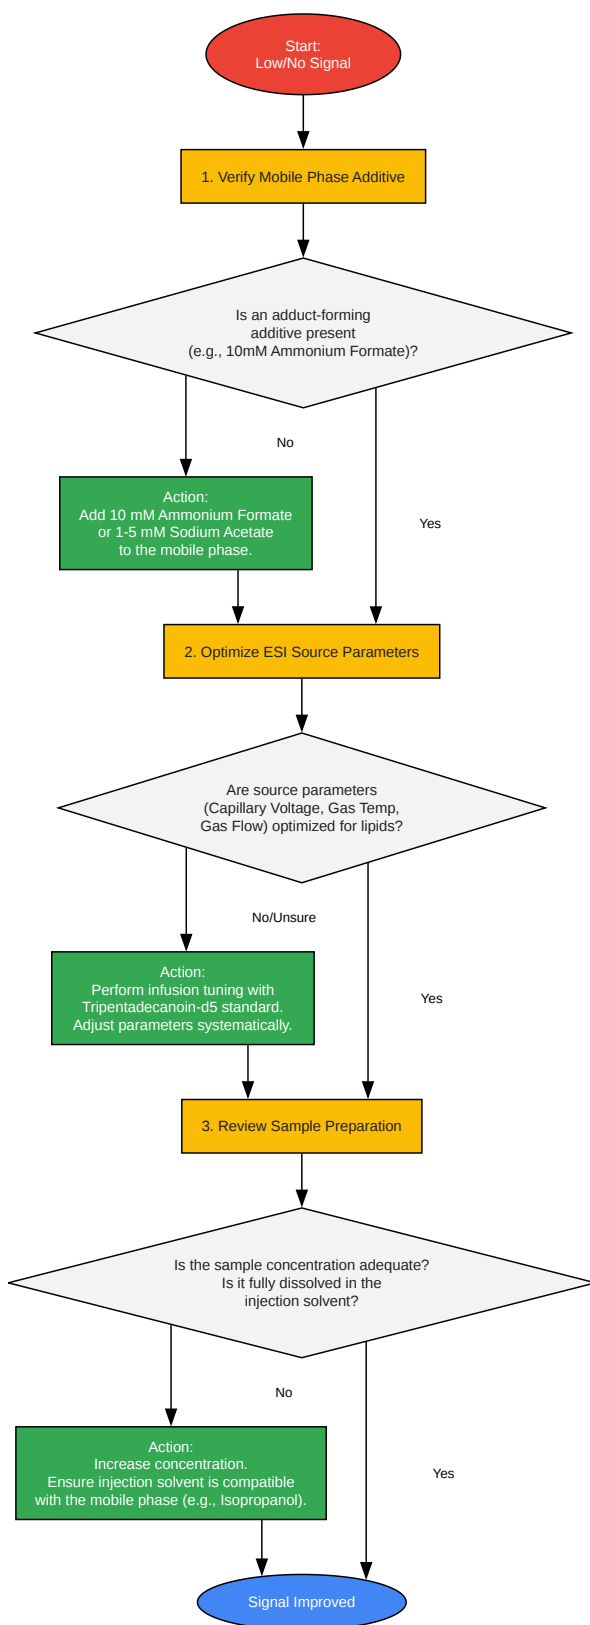 Start:
Low/No Signal
1. Verify Mobile Phase Additive
Is an adduct-forming
additive present
(e.g., 10mM Ammonium Formate)?
No
Action:
Add 10 mM Ammonium Formate
or 1-5 mM Sodium Acetate
to the mobile phase.
Yes
2. Optimize ESI Source Parameters
Are source parameters
(Capillary Voltage, Gas Temp,
Gas Flow) optimized for lipids?
No/Unsure
Action:
Perform infusion tuning with
Tripentadecanoin-d5 standard.
Adjust parameters systematically.
Yes
3. Review Sample Preparation
Is the sample concentration adequate?
Is it fully dissolved in the
injection solvent?
No
Action:
Increase concentration.
Ensure injection solvent is compatible
with the mobile phase (e.g., Isopropanol).
Yes
Signal Improved